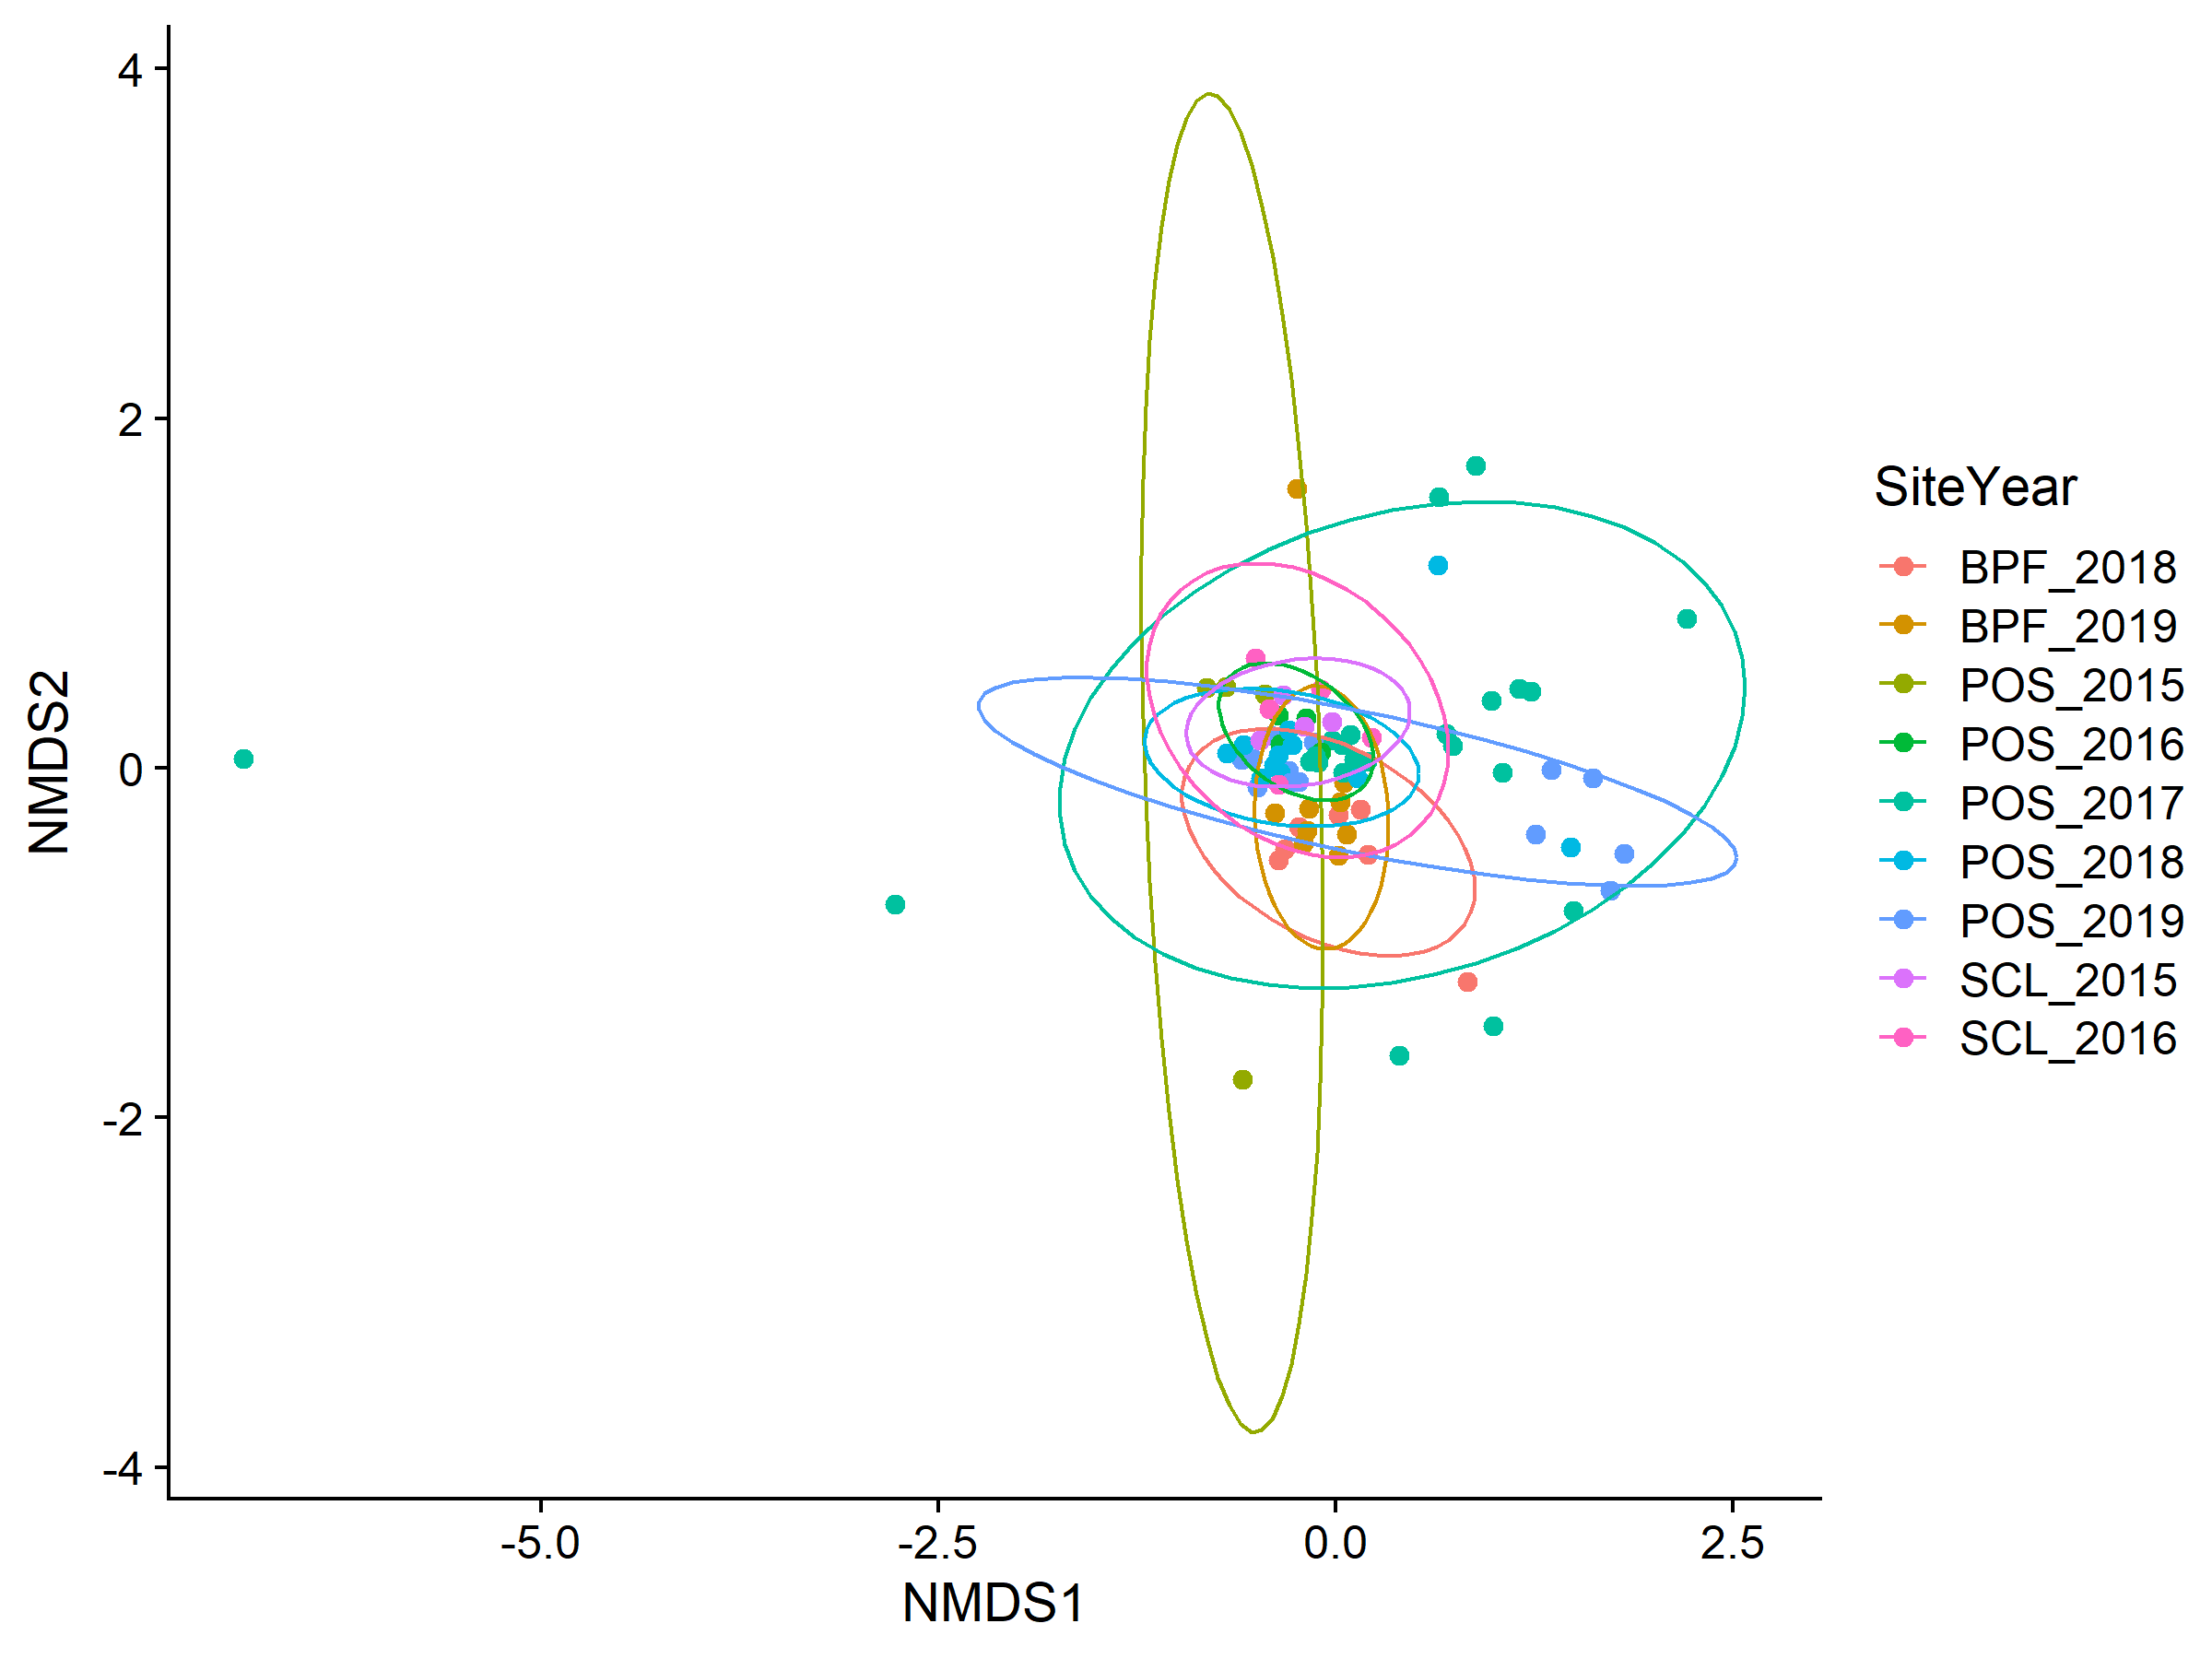 4
2
0
-2
-4
NMDS2
-5.0 -2.5 0.0 2.5
NMDS1
SiteYear
BPF_2018
BPF_2019
POS_2015
POS_2016
POS_2017
POS_2018
POS_2019
SCL_2015
SCL_2016